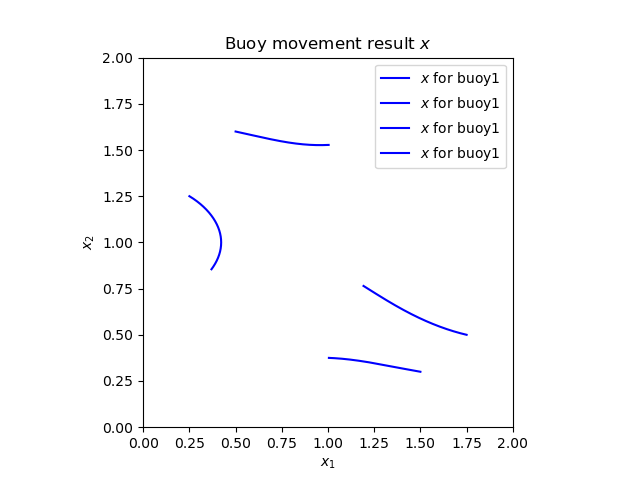 Buoy movement result x
2.00
1.75
1.50
1.25
1.00
0.75
0.50
0.25
0.00
x₂
x for buoy1
x for buoy1
x for buoy1
x for buoy1
0.00 0.25 0.50 0.75 1.00 1.25 1.50 1.75 2.00
x₁